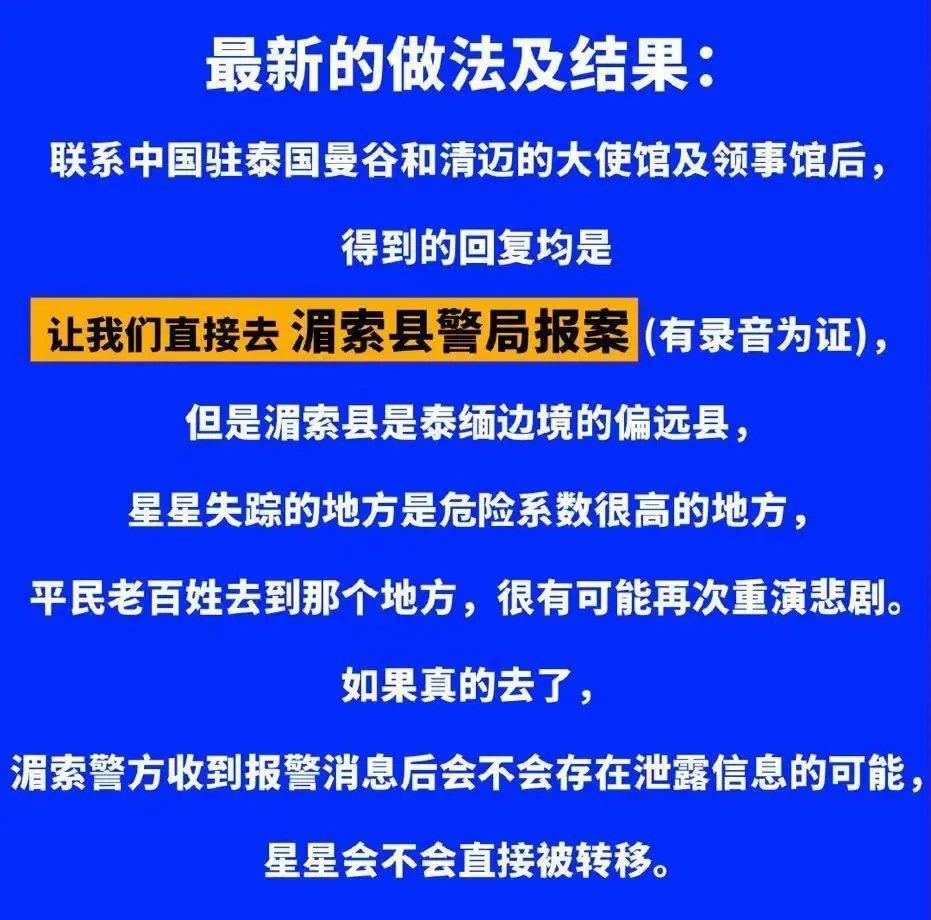 最新的做法及结果：
联系中国驻泰国曼谷和清迈的大使馆及领事馆后，
得到的回复均是
让我们直接去 湄索县警局报案 (有录音为证)，
但是湄索县是泰缅边境的偏远县，
星星失踪的地方是危险系数很高的地方，
平民老百姓去到那个地方，很有可能再次重演悲剧。
如果真的去了，
湄索警方收到报警消息后会不会存在泄露信息的可能，
星星会不会直接被转移。